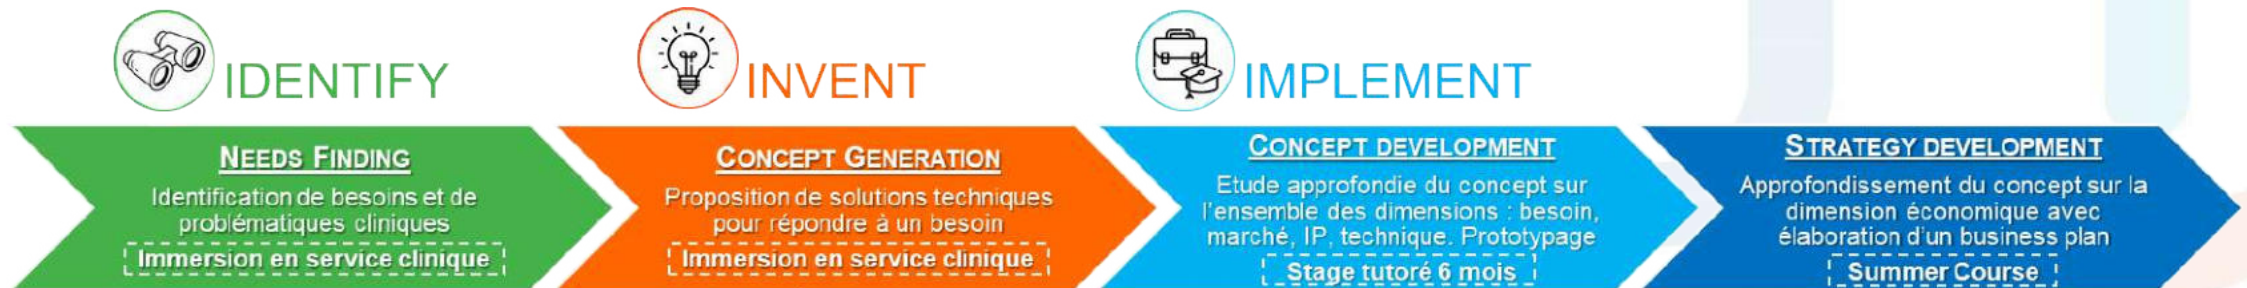 IDENTIFY
NEEDS FINDING
Identification de besoins et de
problématiques cliniques
Immersion en service clinique
INVENT
CONCEPT GENERATION
Proposition de solutions techniques
pour répondre à un besoin
Immersion en service clinique
IMPLEMENT
CONCEPT DEVELOPMENT
Etude approfondie du concept sur
l'ensemble des dimensions : besoin,
marché, IP, technique. Prototypage
Stage tutoré 6 mois
STRATEGY DEVELOPMENT
Approfondissement du concept sur la
dimension économique avec
élaboration d'un business plan
Summer Course